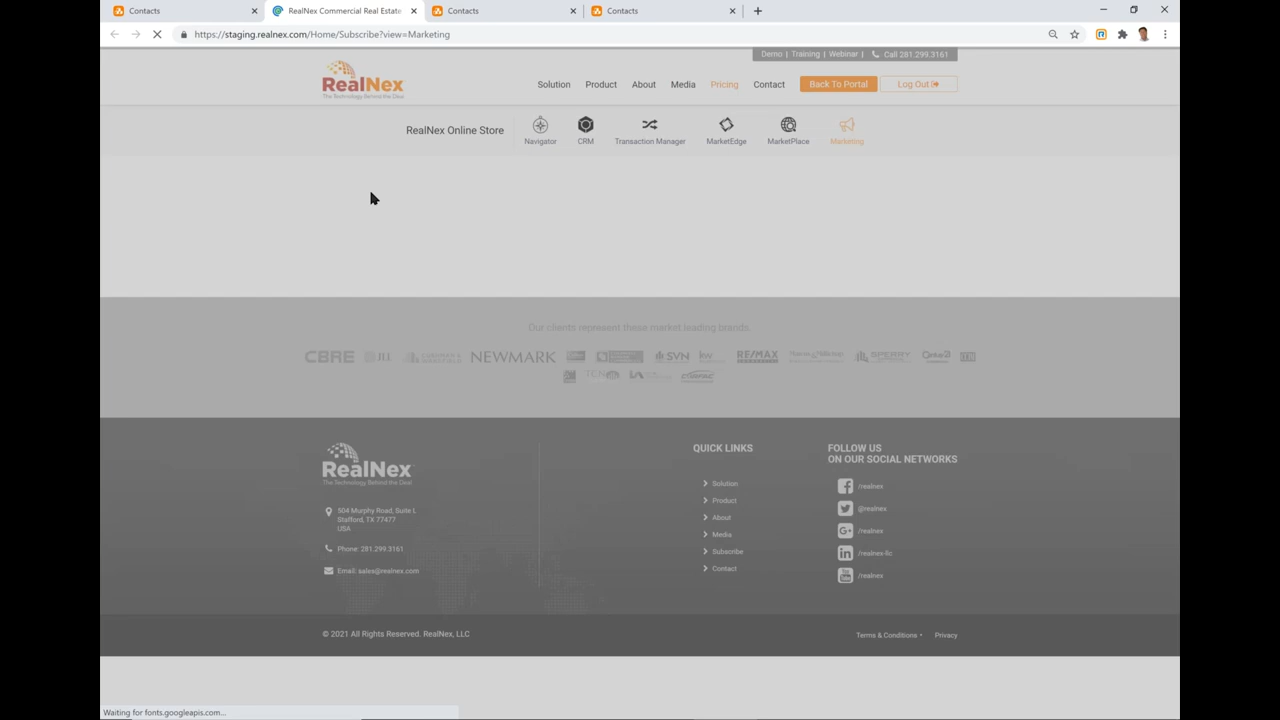 Contacts
RealNex Commercial Real Estate
Contacts
Contacts
https://staging.realnex.com/Home/Subscribe?view=Marketing
Demo | Training | Webinar | Call 281.299.3161
RealNex
The Technology Behind the Deal
Solution Product About Media Pricing Contact Back To Portal Log Out
RealNex Online Store
Navigator CRM Transaction Manager MarketEdge MarketPlace Marketing
Our clients represent these market leading brands.
CBRE JLL NEWMARK SVN kw RE/MAX SPERRY
TCN
RealNex
The Technology Behind the Deal
504 Murphy Road, Suite L
Stafford, TX 77477
USA
Phone: 281.299.3161
Email: sales@realnex.com
QUICK LINKS
Solution
Product
About
Media
Subscribe
Contact
FOLLOW US
ON OUR SOCIAL NETWORKS
/realnex
@realnex
/realnex
/realnex-llc
/realnex
© 2021 All Rights Reserved. RealNex, LLC
Terms & Conditions • Privacy
Waiting for fonts.googleapis.com...